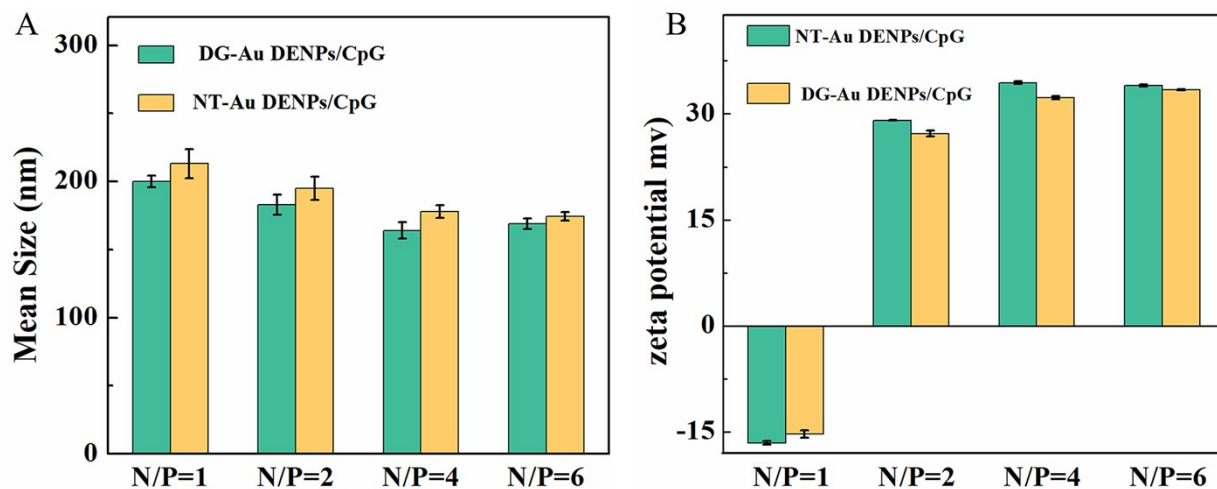 A
300
DG-Au DENPs/CpG
NT-Au DENPs/CpG
200
100
0
Mean Size (nm)
N/P=1 N/P=2 N/P=4 N/P=6
B
NT-Au DENPs/CpG
DG-Au DENPs/CpG
30
15
0
-15
zeta potential mv
N/P=1 N/P=2 N/P=4 N/P=6